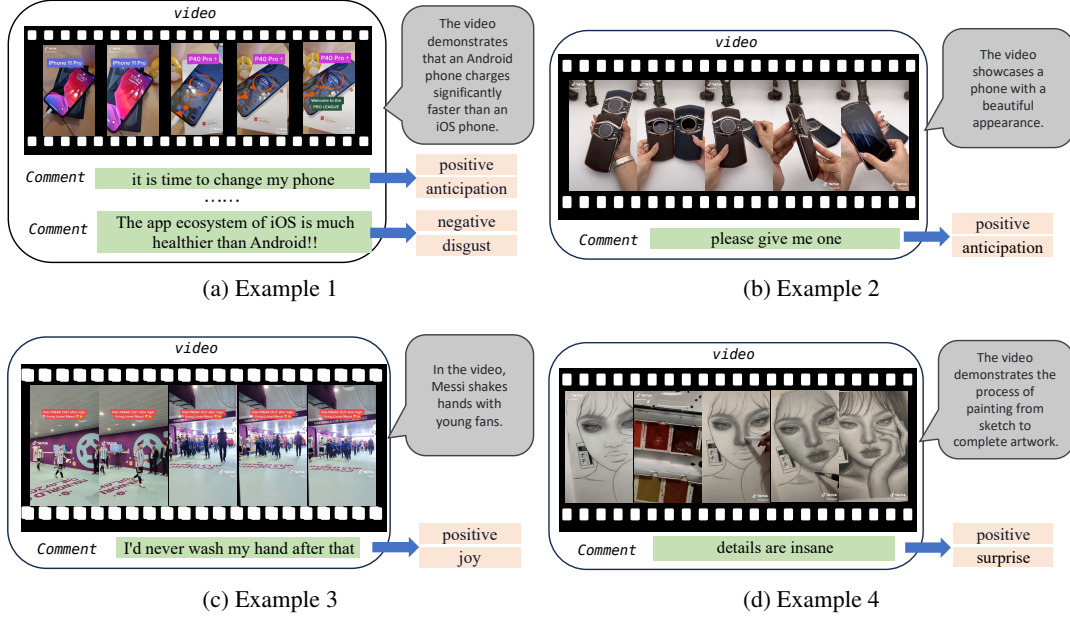 video
iPhone 11 Pro
iPhone 11 Pro
P40 Pro +
P40 Pro +
P40 Pro +
Welcome to the
PRO LEAGUE
The video
demonstrates
that an Android
phone charges
significantly
faster than an
iOS phone.
Comment
it is time to change my phone
positive
anticipation
......
Comment
The app ecosystem of iOS is much
healthier than Android!!
negative
disgust
(a) Example 1
video
The video
showcases a
phone with a
beautiful
appearance.
TikTok
Comment
please give me one
positive
anticipation
(b) Example 2
video
In the video,
Messi shakes
hands with
young fans.
Comment
I'd never wash my hand after that
positive
joy
(c) Example 3
video
The video
demonstrates the
process of
painting from
sketch to
complete artwork.
TikTok
Comment
details are insane
positive
surprise
(d) Example 4